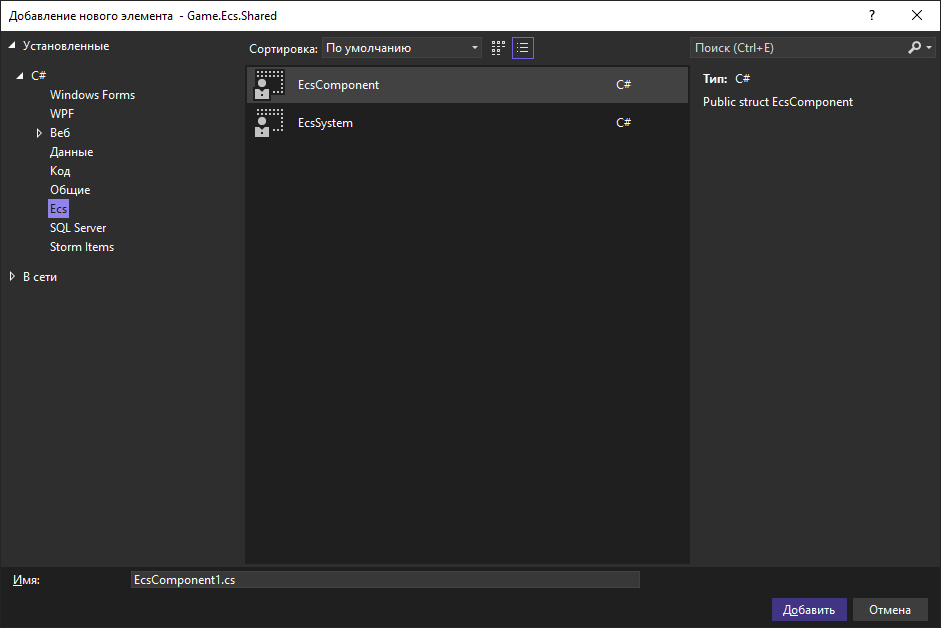 Добавление нового элемента - Game.Ecs.Shared
?
Установленные
C#
Windows Forms
WPF
Веб
Данные
Код
Общие
Ecs
SQL Server
Storm Items
В сети
Сортировка: По умолчанию
EcsComponent C#
EcsSystem C#
Поиск (Ctrl+E)
Тип: C#
Public struct EcsComponent
Имя: EcsComponent1.cs
Добавить Отмена